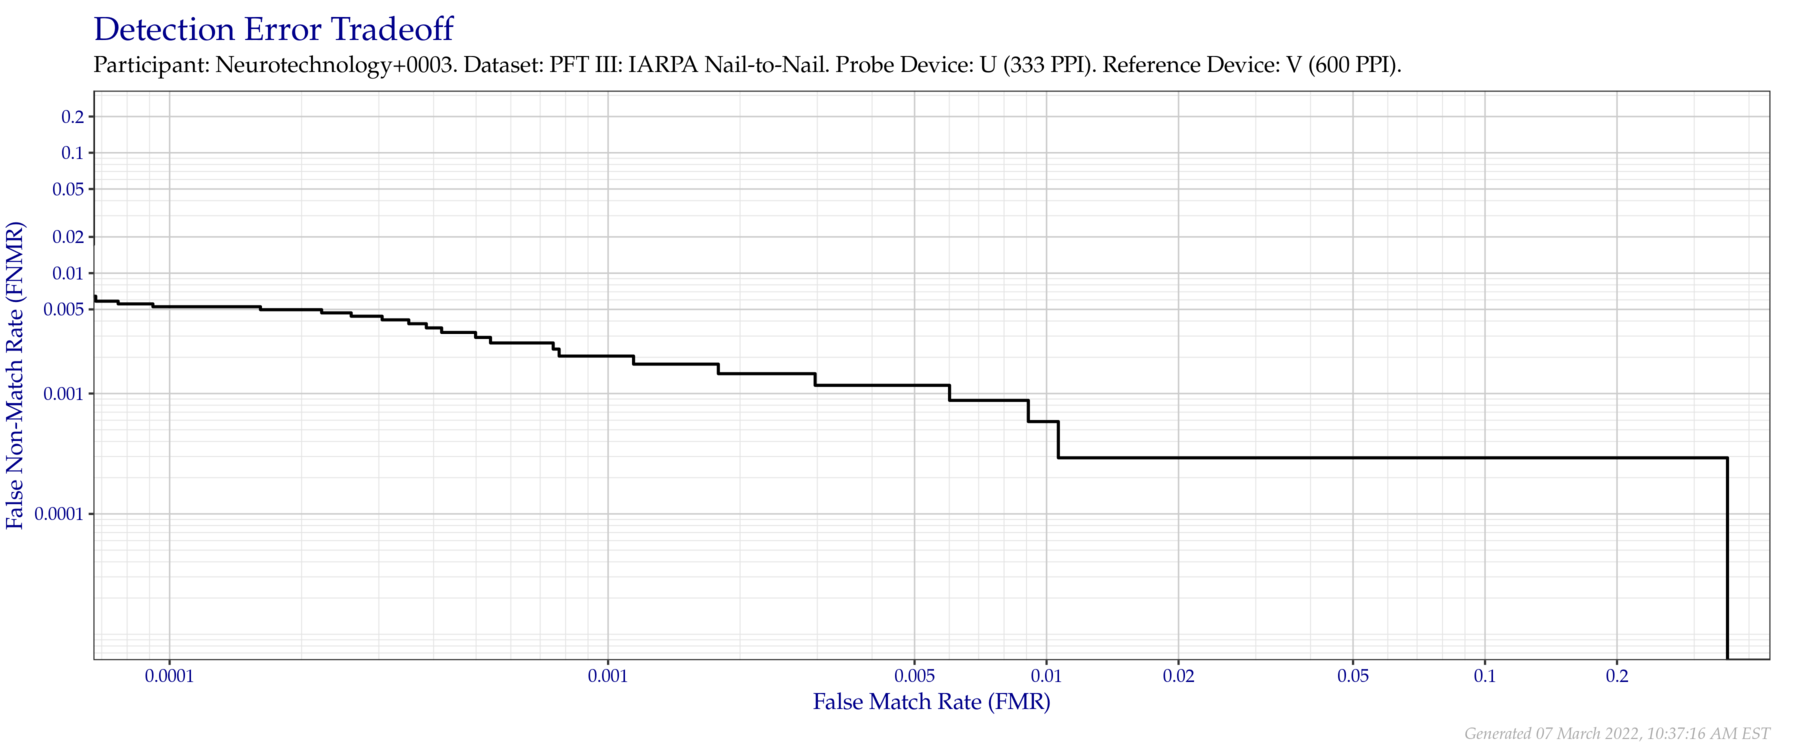 Detection Error Tradeoff
Participant: Neurotechnology+0003. Dataset: PFT III: IARPA Nail-to-Nail. Probe Device: U (333 PPI). Reference Device: V (600 PPI).
False Non-Match Rate (FNMR)
0.2
0.1
0.05
0.02
0.01
0.005
0.001
0.0001
0.0001 0.001 0.005 0.01 0.02 0.05 0.1 0.2
False Match Rate (FMR)
Generated 07 March 2022, 10:37:16 AM EST